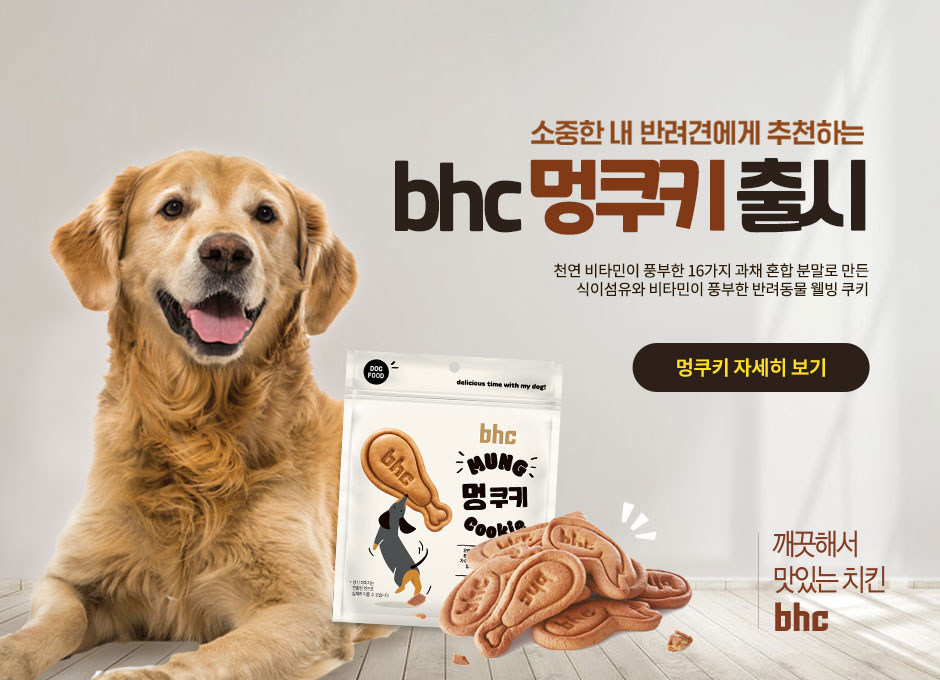 소중한 내 반려견에게 추천하는
bhc 멍쿠키 출시
천연 비타민이 풍부한 16가지 과채 혼합 분말로 만든
식이섬유와 비타민이 풍부한 반려동물 웰빙 쿠키
멍쿠키 자세히 보기
DOG
FOOD
delicious time with my dog!
bhc
bhc
MUNG
멍쿠키
Cookie
bhc
bhc
깨끗해서
맛있는 치킨
bhc